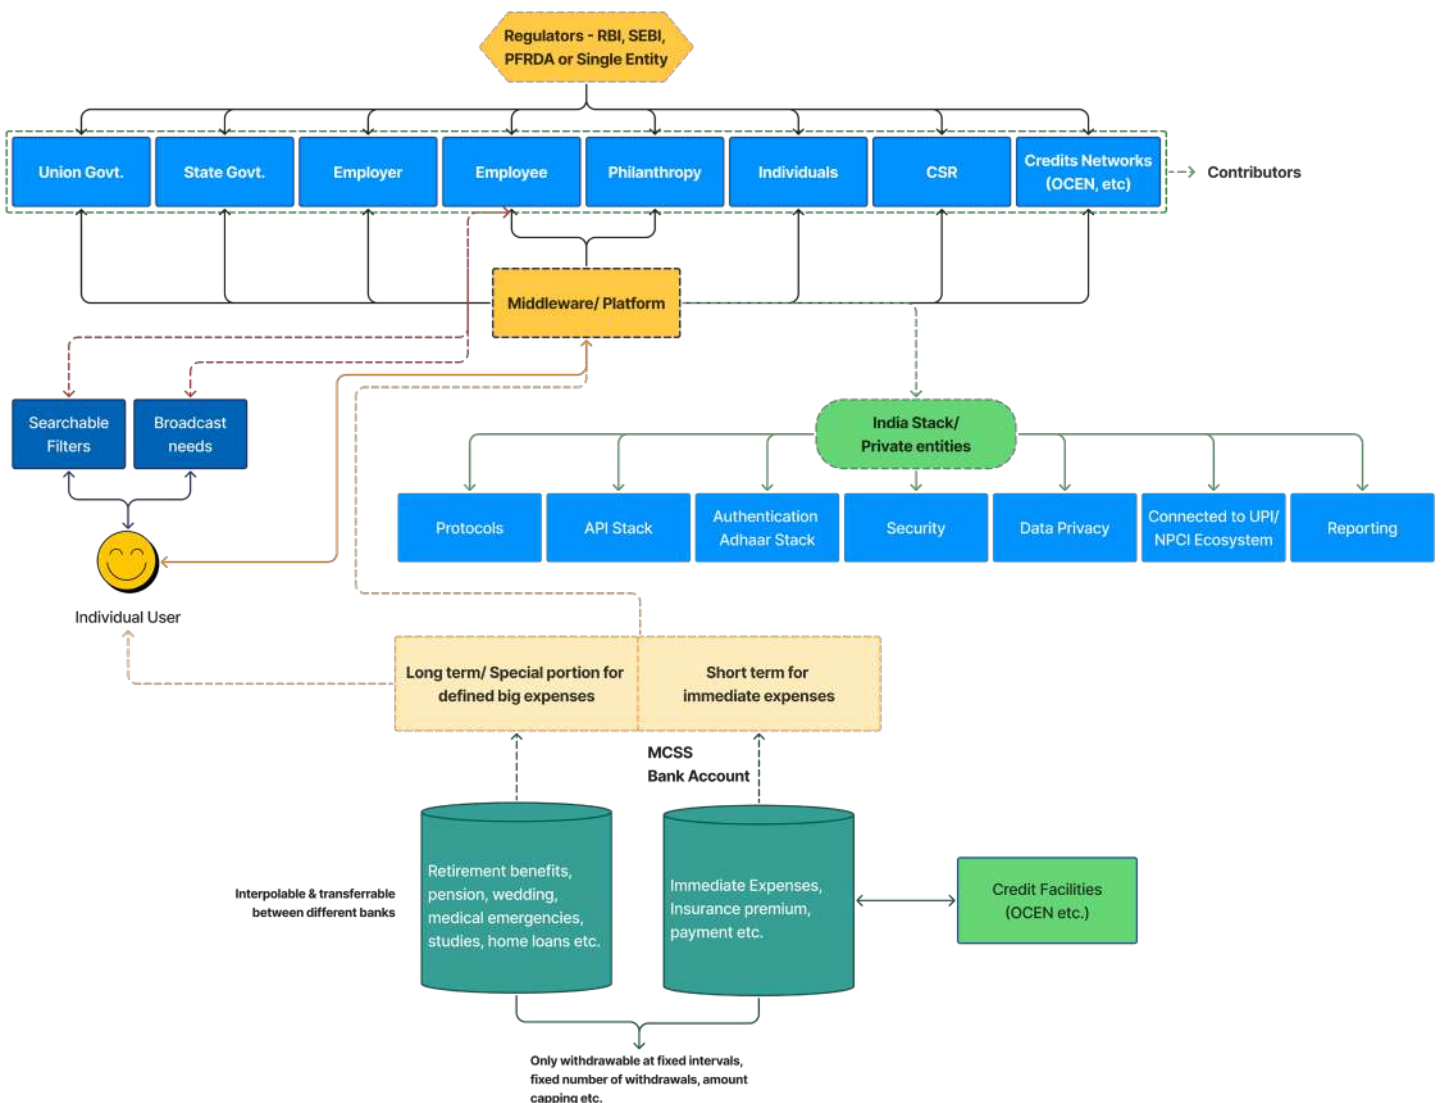 Regulators - RBI, SEBI,
PFRDA or Single Entity
Union Govt.
State Govt.
Employer
Employee
Philanthropy
Individuals
CSR
Credits Networks
(OCEN, etc)
Contributors
Middleware/ Platform
Searchable
Filters
Broadcast
needs
India Stack/
Private entities
Protocols
API Stack
Authentication
Adhaar Stack
Security
Data Privacy
Connected to UPI/
NPCI Ecosystem
Reporting
Individual User
Long term/ Special portion for
defined big expenses
Short term for
immediate expenses
MCSS
Bank Account
Interpolable & transferrable
between different banks
Retirement benefits,
pension, wedding,
medical emergencies,
studies, home loans etc.
Immediate Expenses,
Insurance premium,
payment etc.
Credit Facilities
(OCEN etc.)
Only withdrawable at fixed intervals,
fixed number of withdrawals, amount
capping etc.